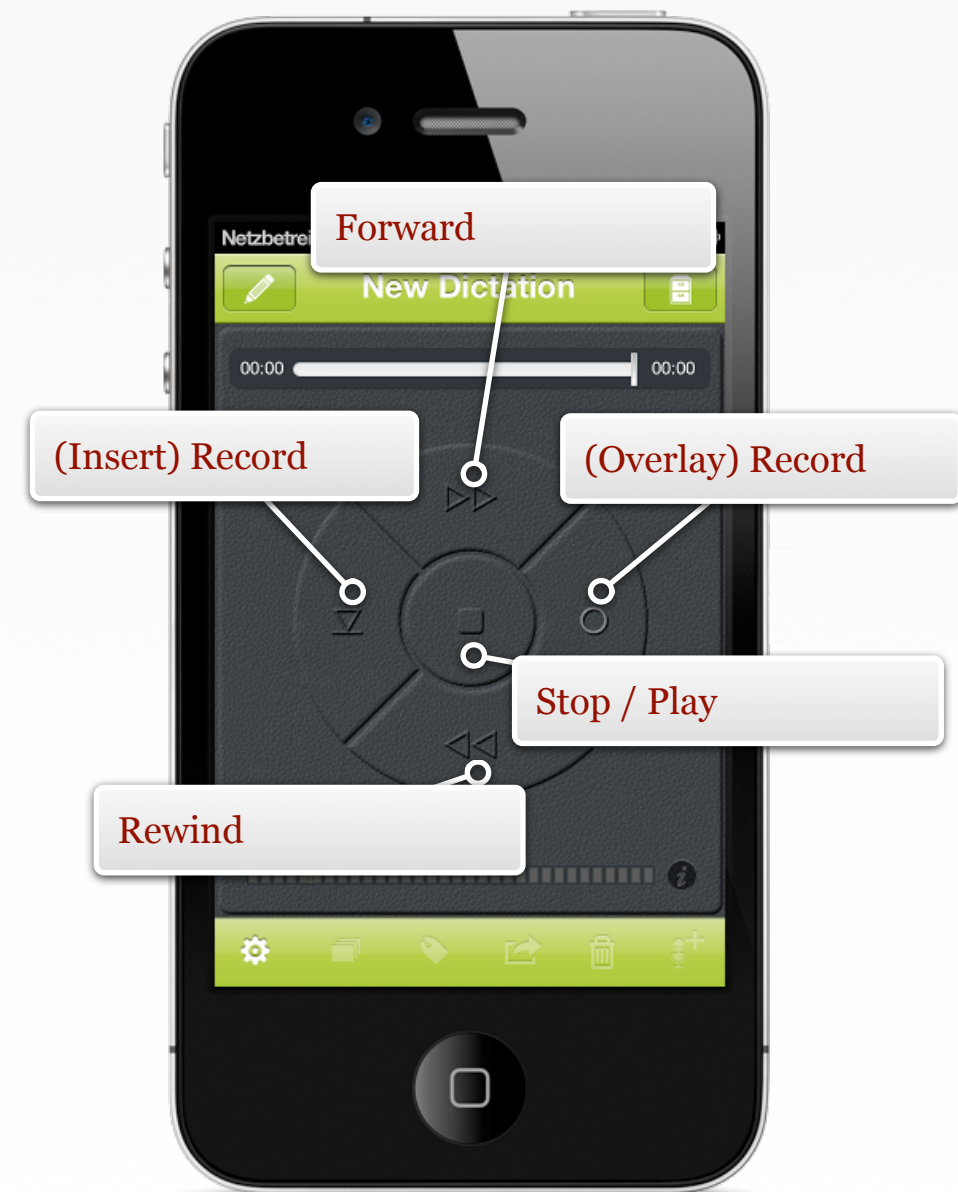 Forward
Netzbetrei
New Dictation
00:00 00:00
(Insert) Record
(Overlay) Record
Stop / Play
Rewind
i